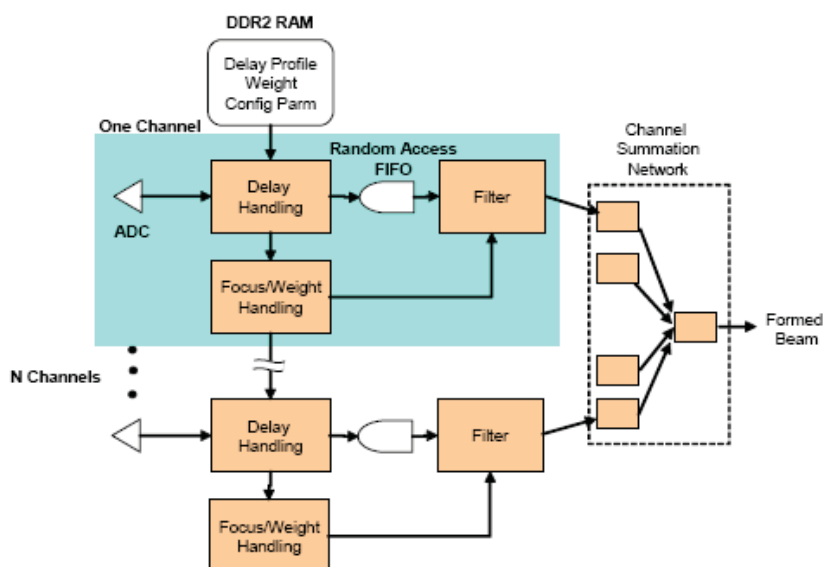 DDR2 RAM
Delay Profile
Weight
Config Parm
One Channel
Random Access
FIFO
Channel
Summation
Network
Delay
Handling
Filter
ADC
Focus/Weight
Handling
Formed
Beam
N Channels
Delay
Handling
Filter
Focus/Weight
Handling